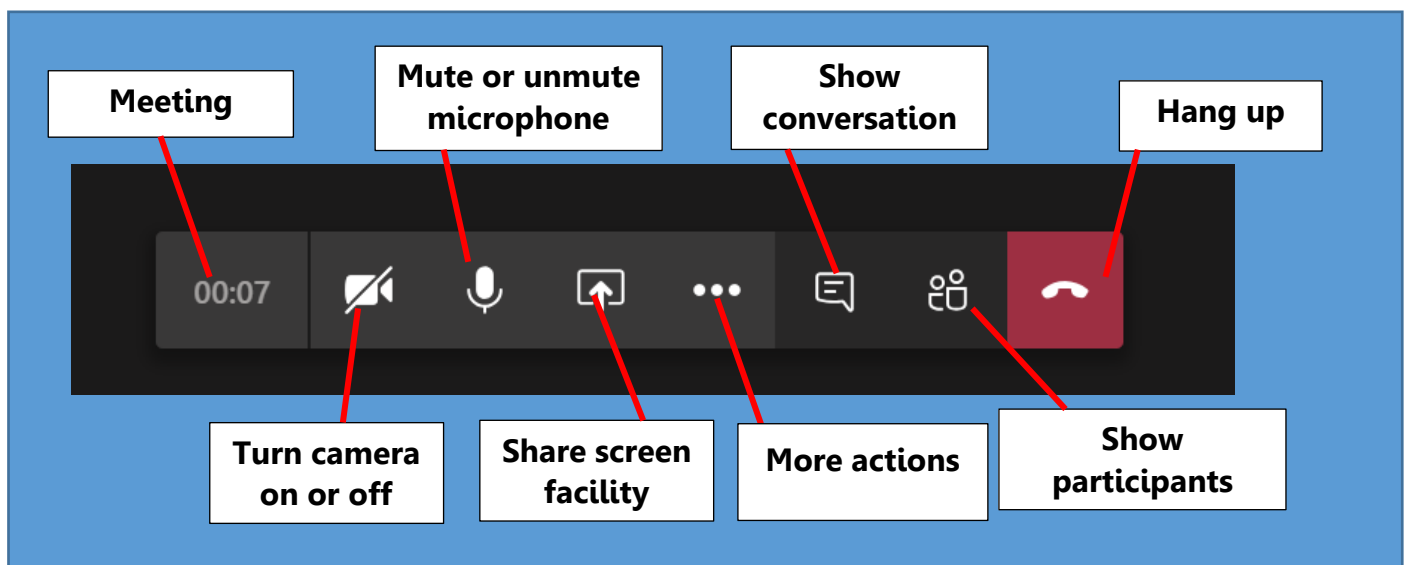 Meeting
Mute or unmute
microphone
Show
conversation
Hang up
00:07
Turn camera
on or off
Share screen
facility
More actions
Show
participants